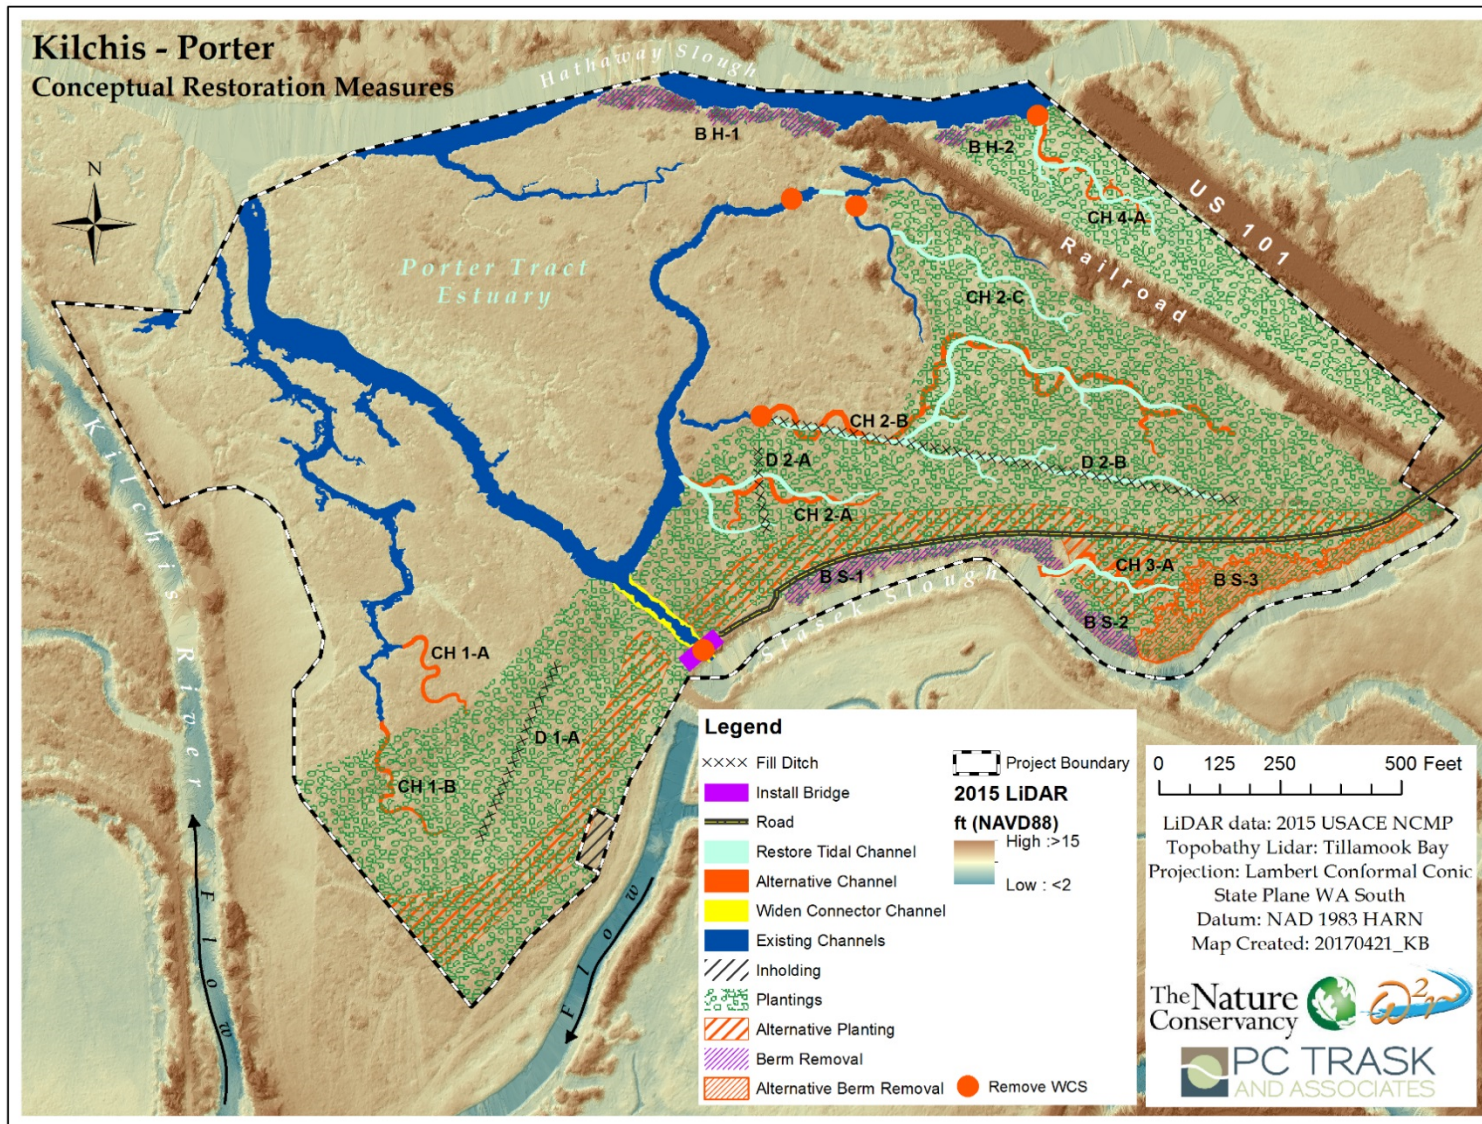 Kilchis - Porter
Conceptual Restoration Measures
Hathaway Slough
N
B H-1
B H-2
CH 4-A
US 101
Railroad
Porter Tract
Estuary
CH 2-C
Kilchis River
CH 2-B
D 2-A
D 2-B
CH 2-A
CH 3-A
B S-1
B S-3
B S-2
Stasek Slough
CH 1-A
D 1-A
CH 1-B
Flow
Flow
Legend
Fill Ditch
Install Bridge
Road
Restore Tidal Channel
Alternative Channel
Widen Connector Channel
Existing Channels
Inholding
Plantings
Alternative Planting
Berm Removal
Alternative Berm Removal
Project Boundary
2015 LiDAR
ft (NAVD88)
High :>15
Low : <2
Remove WCS
0 125 250 500 Feet
LiDAR data: 2015 USACE NCMP
Topobathy Lidar: Tillamook Bay
Projection: Lambert Conformal Conic
State Plane WA South
Datum: NAD 1983 HARN
Map Created: 20170421_KB
The Nature
Conservancy
PC TRASK
AND ASSOCIATES